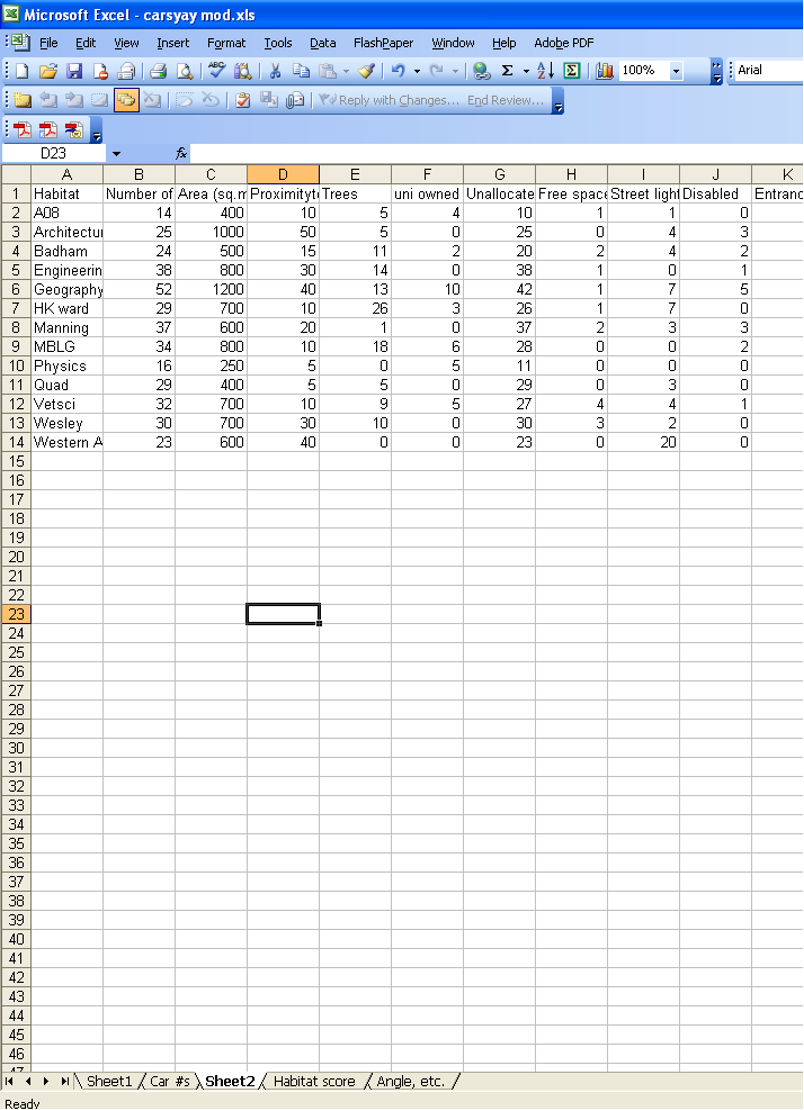 Microsoft Excel - carsyay mod.xls
File Edit View Insert Format Tools Data FlashPaper Window Help Adobe PDF
100% Arial
Reply with Changes... End Review...
D23 fx
A B C D E F G H I J K
1 Habitat Number of Area (sq.m Proximityto Trees uni owned Unallocate Free space Street light Disabled Entranc
2 A08 14 400 10 5 4 10 1 1 0
3 Architectur 25 1000 50 5 0 25 0 4 3
4 Badham 24 500 15 11 2 20 2 4 2
5 Engineerin 38 800 30 14 0 38 1 0 1
6 Geography 52 1200 40 13 10 42 1 7 5
7 HK ward 29 700 10 26 3 26 1 7 0
8 Manning 37 600 20 1 0 37 2 3 3
9 MBLG 34 800 10 18 6 28 0 0 2
10 Physics 16 250 5 0 5 11 0 0 0
11 Quad 29 400 5 5 0 29 0 3 0
12 Vetsci 32 700 10 9 5 27 4 4 1
13 Wesley 30 700 30 10 0 30 3 2 0
14 Western A 23 600 40 0 0 23 0 20 0
15
16
17
18
19
20
21
22
23
24
25
26
27
28
29
30
31
32
33
34
35
36
37
38
39
40
41
42
43
44
45
46
47
Sheet1 Car #s Sheet2 Habitat score Angle, etc.
Ready